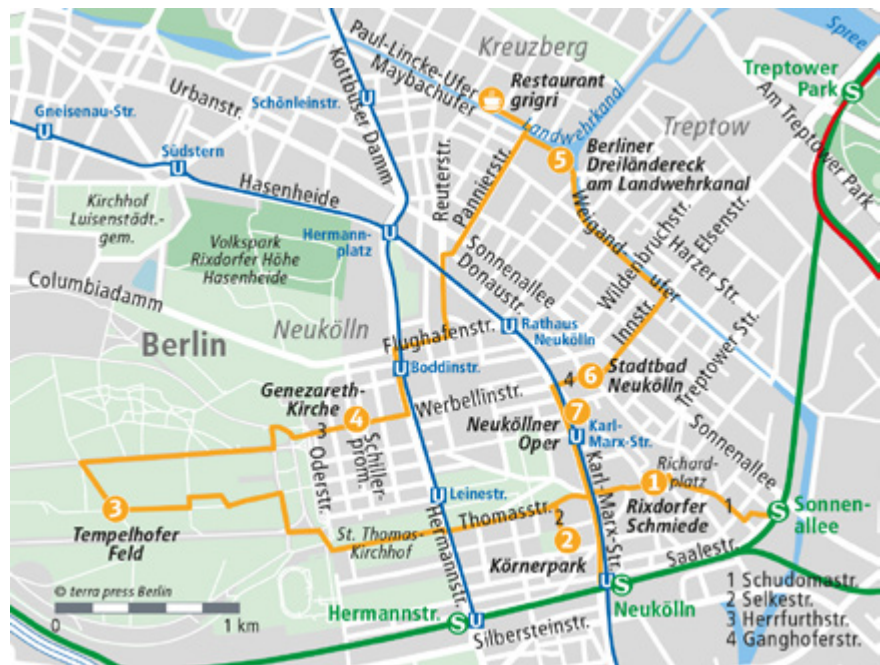 Kreuzberg
Spree
Paul-Lincke-Ufer
Maybachufer
Restaurant
grigri
Treptower
Park
S
Am Treptower Park
Kottbuser Damm
Schönleinstr.
U
Urbanstr.
Gneisenau-Str.
U
Südstern
U
Landwehrkanal
Treptow
5
Berliner
Dreiländereck
am Landwehrkanal
Hasenheide
Reuterstr.
Pannierstr.
Kirchhof
Luisenstädt.-
gem.
Volkspark
Rixdorfer Höhe
Hasenheide
Hermann-
platz
U
Sonnenallee
Donaustr.
Weigand
ufer
Wildenbruchstr.
Harzer Str.
Elsenstr.
Columbiadamm
Neukölln
Berlin
Flughafenstr.
U
Rathaus
Neukölln
Innstr.
Treptower Str.
U
Boddinstr.
4
6
Stadtbad
Neukölln
Genezareth-
Kirche
4
Werbellinstr.
Neuköllner
Oper
7
U
Karl-
Marx-Str.
Sonnenallee
3
Oderstr.
Schiller-
prom.
Karl-Marx-Str.
Richard-
platz
1
Rixdorfer
Schmiede
1
S
Sonnen-
allee
3
Tempelhofer
Feld
U
Leinestr.
Hermannstr.
Thomasstr.
2
2
Körnerpark
St. Thomas-
Kirchhof
Saalestr.
© terra press Berlin
0
1 km
Hermannstr.
S
U
Silbersteinstr.
U
S
Neukölln
1 Schudomastr.
2 Selkestr.
3 Herrfurthstr.
4 Ganghoferstr.